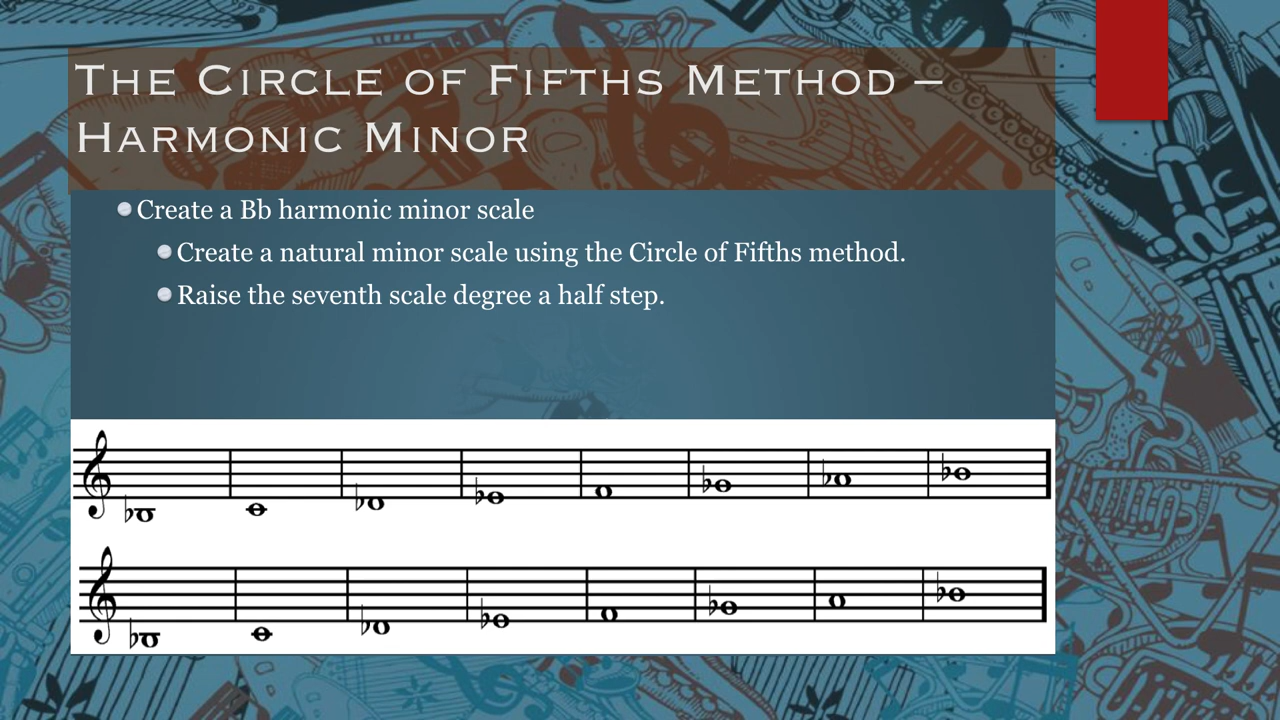 The Circle of Fifths Method –
Harmonic Minor
Create a Bb harmonic minor scale
Create a natural minor scale using the Circle of Fifths method.
Raise the seventh scale degree a half step.